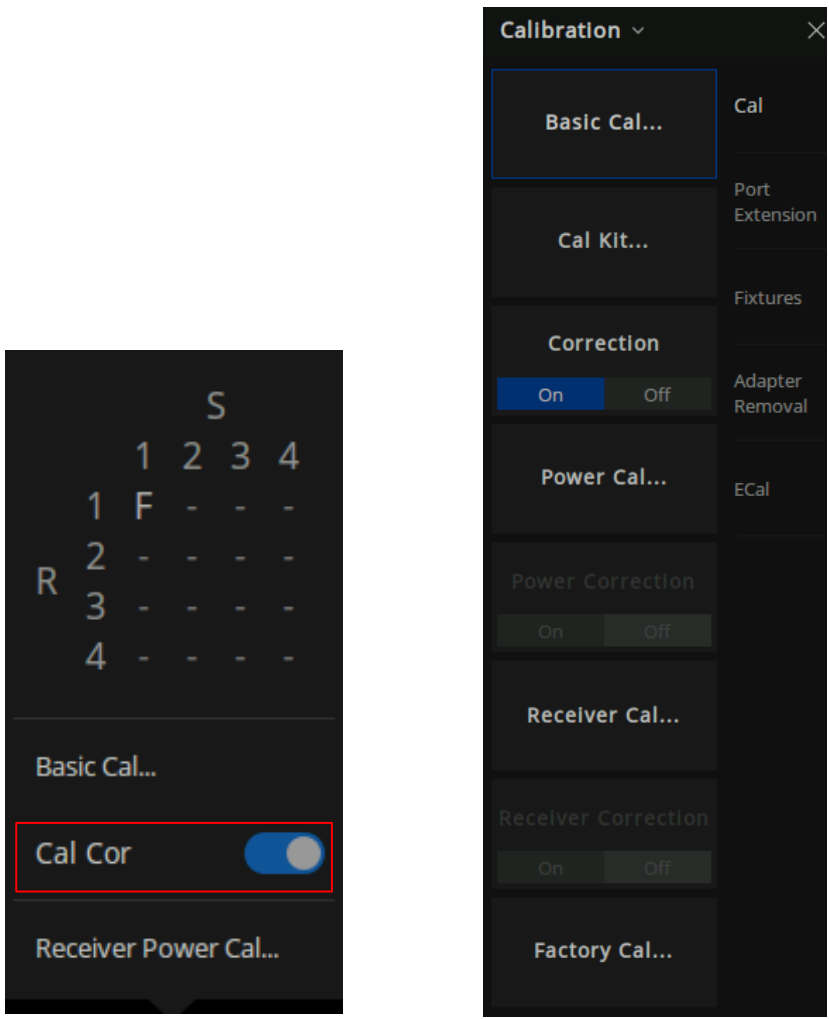 S
1 2 3 4
1 F - - -
R
2 - - - -
3 - - - -
4 - - - -
Basic Cal...
Cal Cor
Receiver Power Cal...
Calibration
Basic Cal...
Cal Kit...
Correction
On Off
Power Cal...
Power Correction
On Off
Receiver Cal...
Receiver Correction
On Off
Factory Cal...
Cal
Port
Extension
Fixtures
Adapter
Removal
ECal